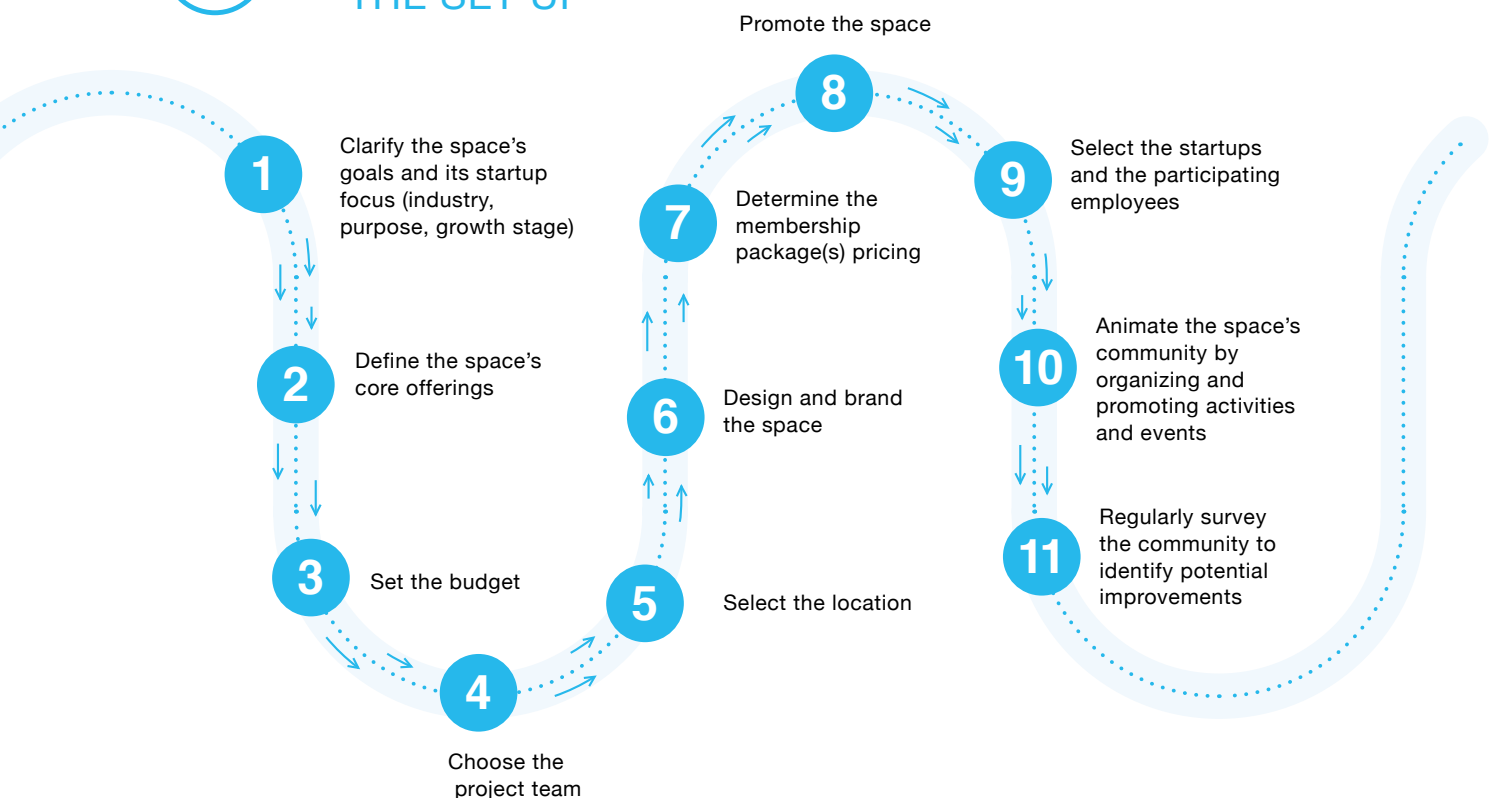 THE SET UP
1
Clarify the space's
goals and its startup
focus (industry,
purpose, growth stage)
2
Define the space's
core offerings
3
Set the budget
4
Choose the
project team
5
Select the location
6
Design and brand
the space
7
Determine the
membership
package(s) pricing
Promote the space
8
9
Select the startups
and the participating
employees
10
Animate the space's
community by
organizing and
promoting activities
and events
11
Regularly survey
the community to
identify potential
improvements